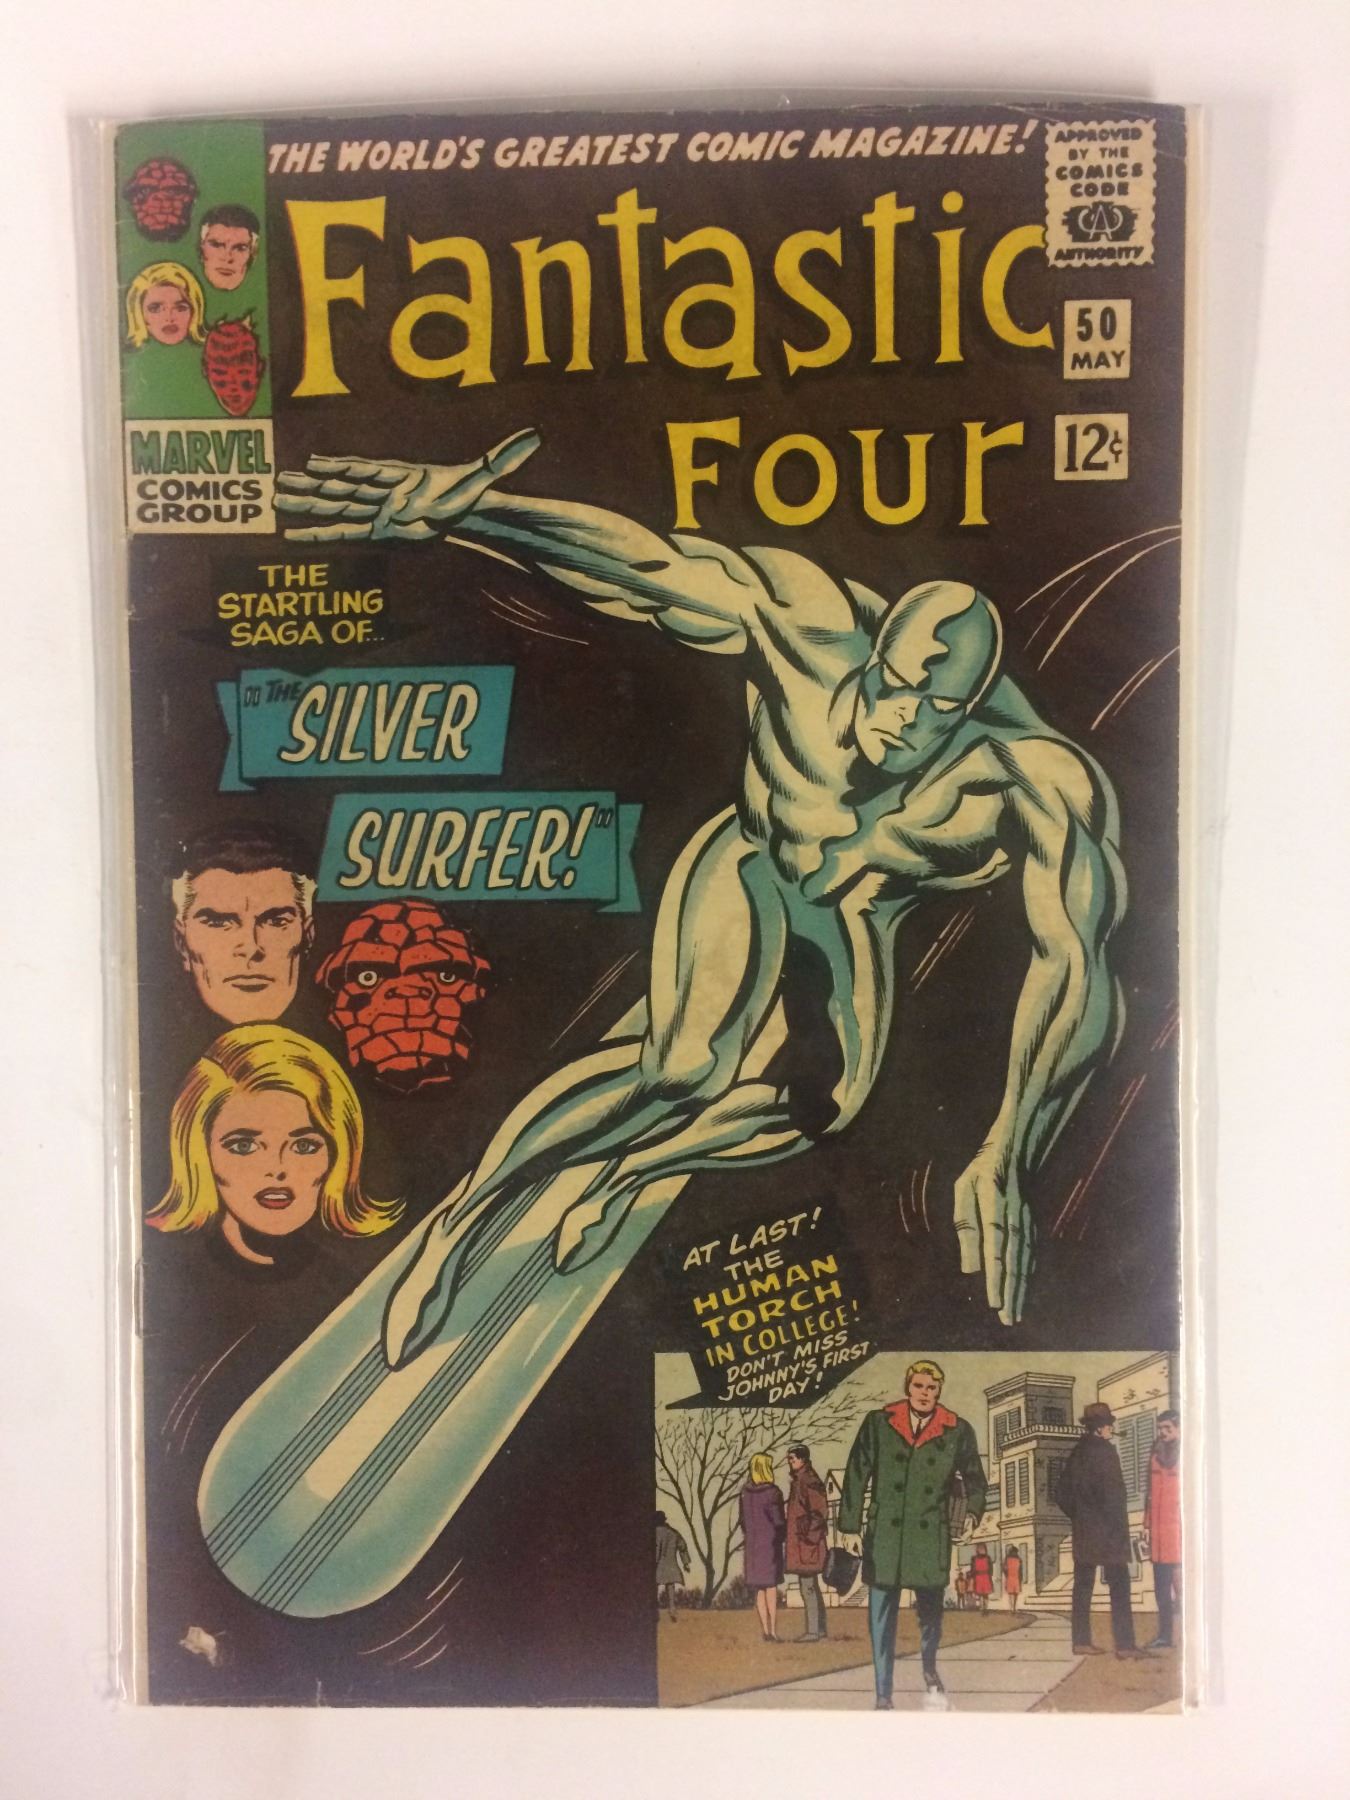 THE WORLD'S GREATEST COMIC MAGAZINE!
APPROVED
BY THE
COMICS
CODE
CA
AUTHORITY
Fantastic
Four
50
MAY
12¢
MARVEL
COMICS
GROUP
THE
STARTLING
SAGA OF...
"THE SILVER
SURFER!"
AT LAST!
THE
HUMAN
TORCH
IN COLLEGE!
DON'T MISS
JOHNNY'S FIRST
DAY!